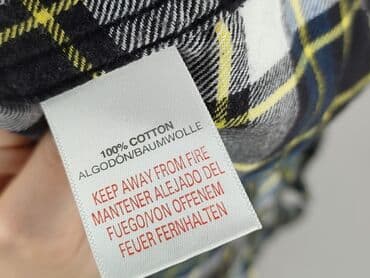 100% COTTON
ALGODÓN/BAUMWOLLE
KEEP AWAY FROM FIRE
MANTENER ALEJADO DEL
FUEGO/VON OFFENEM
FEUER FERNHALTEN